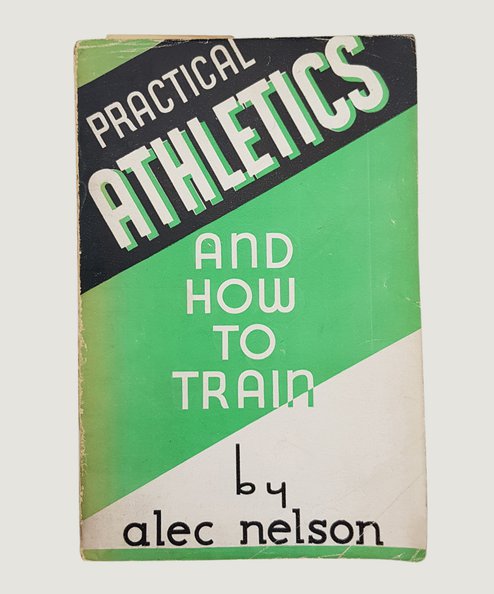 PRACTICAL
ATHLETICS
AND
HOW
TO
TRAIN
by
alec nelson